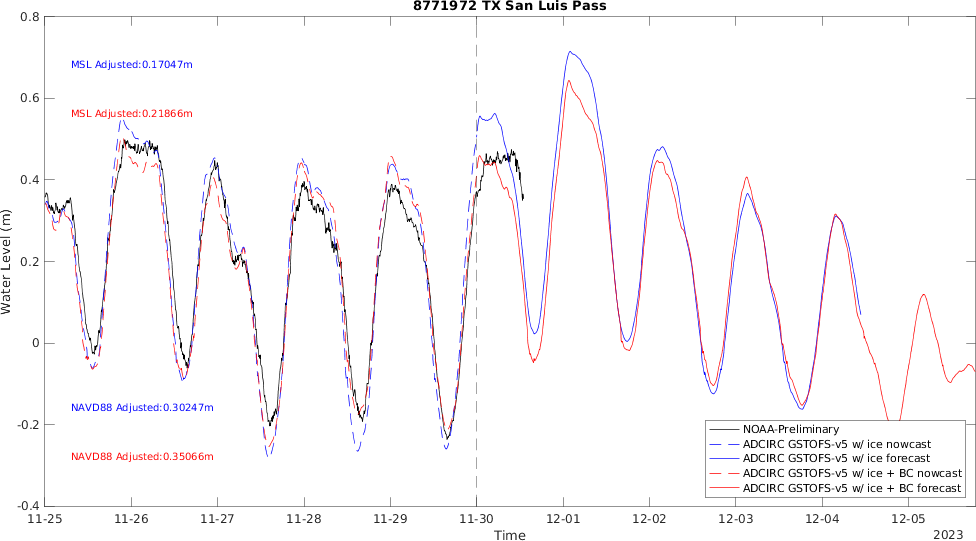 8771972 TX San Luis Pass
0.8
0.6
0.4
0.2
0
-0.2
-0.4
Water Level (m)
MSL Adjusted:0.17047m
MSL Adjusted:0.21866m
NAVD88 Adjusted:0.30247m
NAVD88 Adjusted:0.35066m
NOAA-Preliminary
ADCIRC GSTOFS-v5 w/ ice nowcast
ADCIRC GSTOFS-v5 w/ ice forecast
ADCIRC GSTOFS-v5 w/ ice + BC nowcast
ADCIRC GSTOFS-v5 w/ ice + BC forecast
11-25 11-26 11-27 11-28 11-29 11-30 12-01 12-02 12-03 12-04 12-05
Time
2023